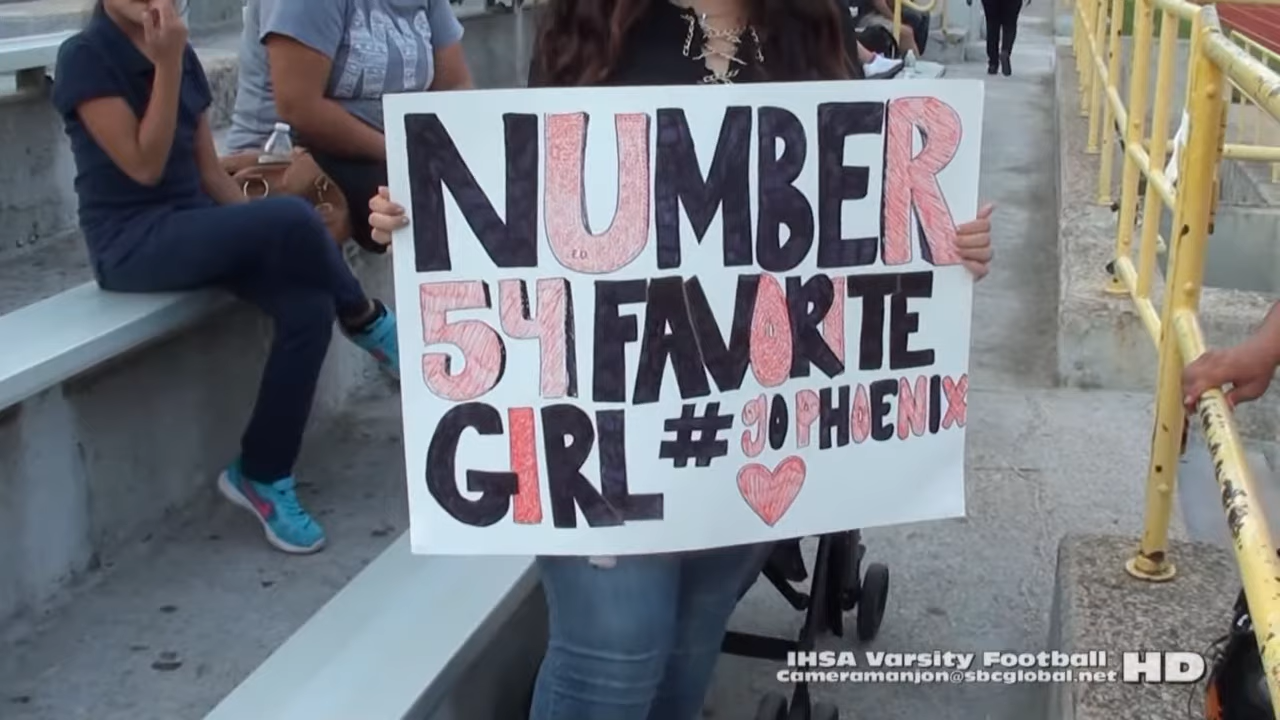 NUMBER
54 FAVORITE
GIRL #gO PHOENIX
IHSA Varsity Football HD
cameramanjon@sbcglobal.net